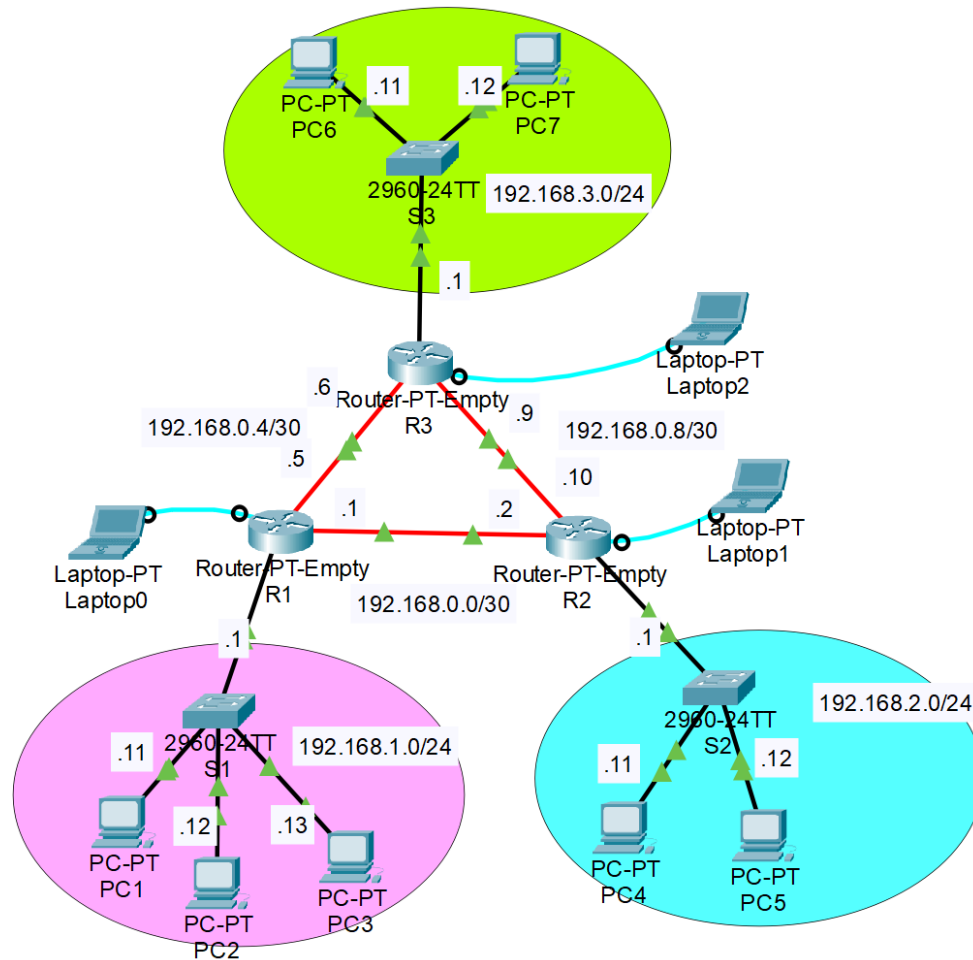 .11
.12
PC-PT
PC6
PC-PT
PC7
2960-24TT
S3
192.168.3.0/24
.1
Laptop-PT
Laptop2
Router-PT-Empty
R3
.6
.9
192.168.0.4/30
192.168.0.8/30
.5
.10
.1
.2
Laptop-PT
Laptop1
Laptop-PT
Laptop0
Router-PT-Empty
R1
Router-PT-Empty
R2
192.168.0.0/30
.1
.1
2960-24TT
S1
192.168.1.0/24
2960-24TT
S2
192.168.2.0/24
.11
.12
.13
.11
.12
PC-PT
PC1
PC-PT
PC2
PC-PT
PC3
PC-PT
PC4
PC-PT
PC5